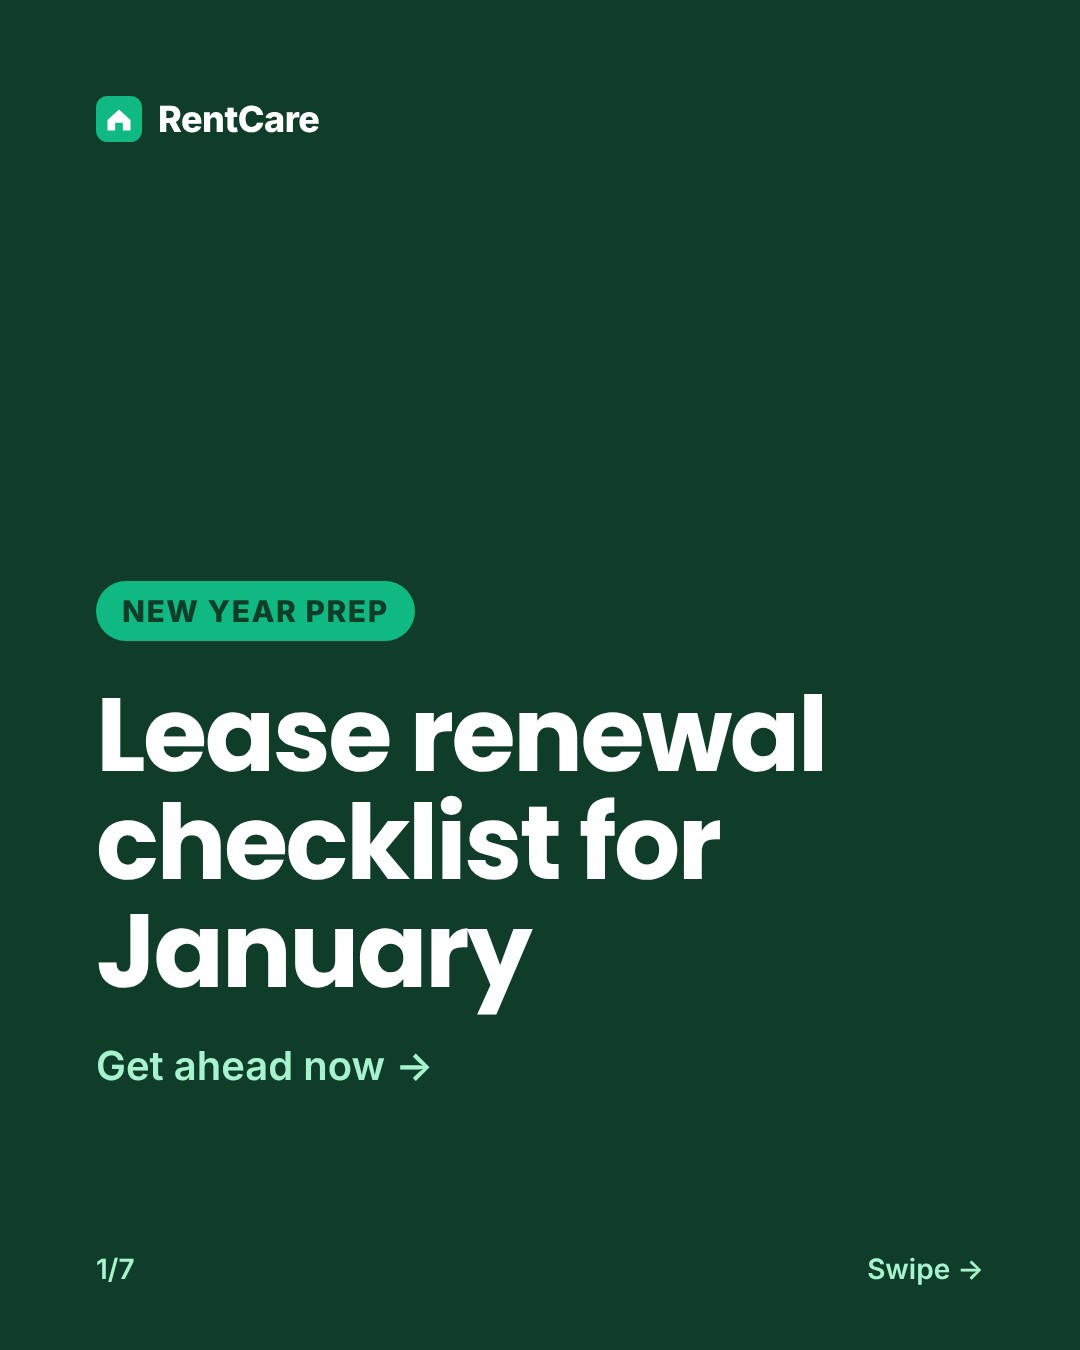 RentCare
NEW YEAR PREP
Lease renewal
checklist for
January
Get ahead now →
1/7
Swipe →